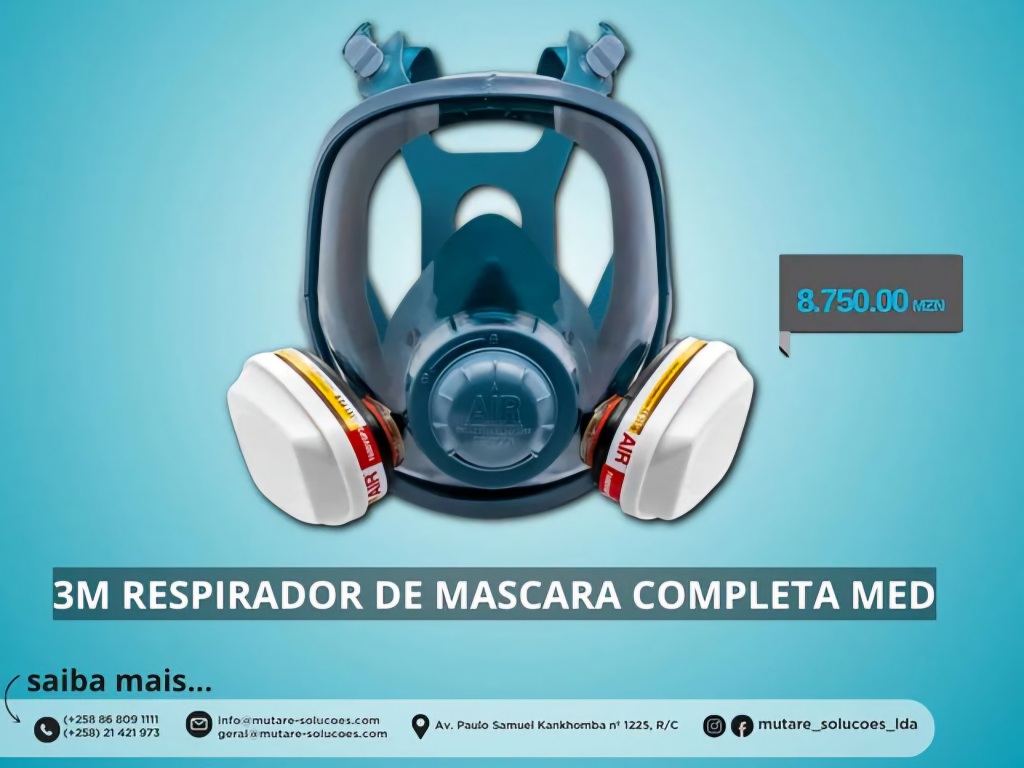 8.750.00 MZN
AIR
AIR
AIR
3M RESPIRADOR DE MASCARA COMPLETA MED
saiba mais...
(+258 86 809 1111
(+258) 21 421 973
info@mutare-solucoes.com
geral@mutare-solucoes.com
Av. Paulo Samuel Kankhomba nº 1225, R/C
mutare_solucoes_lda